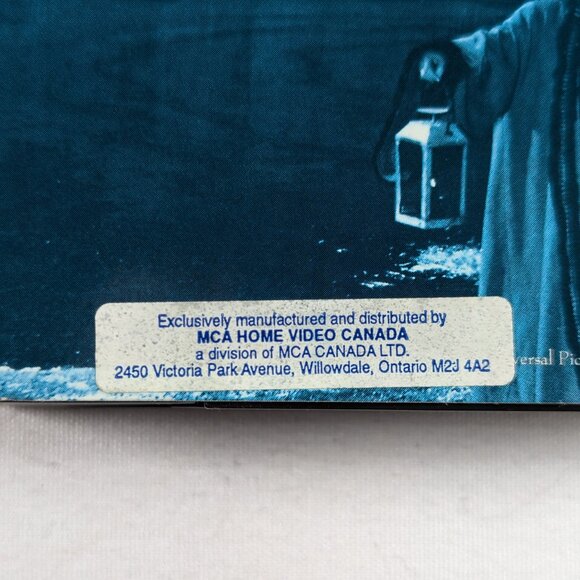 Exclusively manufactured and distributed by
MCA HOME VIDEO CANADA
a division of MCA CANADA LTD.
2450 Victoria Park Avenue, Willowdale, Ontario M2J 4A2